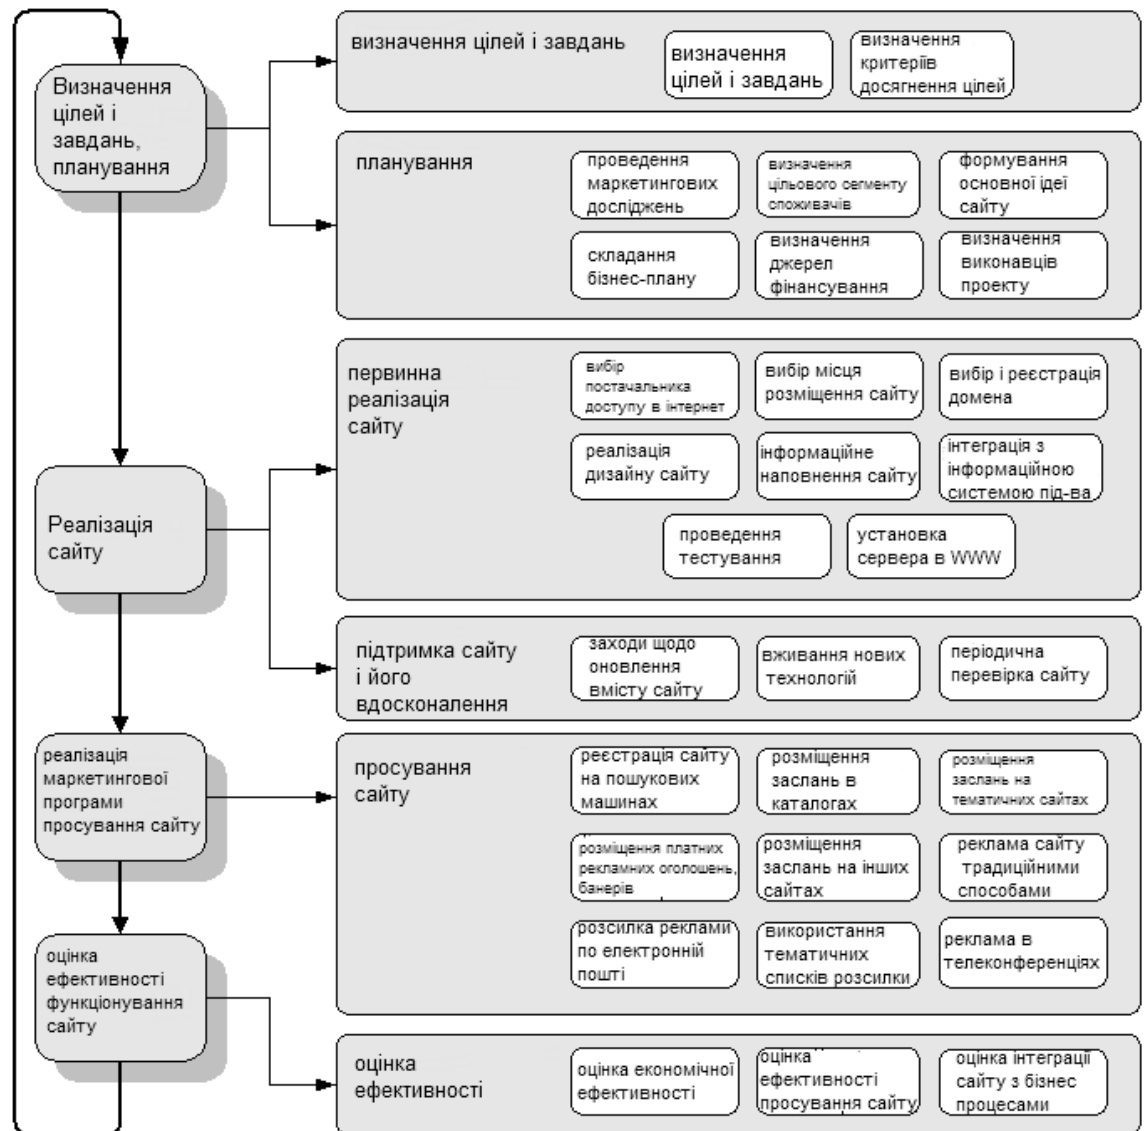 Визначення
цілей і
завдань,
планування
визначення цілей і завдань
визначення
цілей і завдань
визначення
критеріїв
досягнення цілей
планування
проведення
маркетингових
досліджень
визначення
цільового сегменту
споживачів
формування
основної ідеї
сайту
складання
бізнес-плану
визначення
джерел
фінансування
визначення
виконавців
проекту
Реалізація
сайту
первинна
реалізація
сайту
вибір
постачальника
доступу в інтернет
вибір місця
розміщення сайту
вибір і реєстрація
домена
реалізація
дизайну сайту
інформаційне
наповнення сайту
інтеграція з
інформаційною
системою під-ва
проведення
тестування
установка
сервера в WWW
підтримка сайту
і його
вдосконалення
заходи щодо
оновлення
вмісту сайту
вживання нових
технологій
періодична
перевірка сайту
реалізація
маркетингової
програми
просування сайту
просування
сайту
реєстрація сайту
на пошукових
машинах
розміщення
заслань в
каталогах
розміщення
заслань на
тематичних сайтах
розміщення платних
рекламних оголошень,
банерів
розміщення
заслань на інших
сайтах
реклама сайту
традиційними
способами
розсилка реклами
по електронній
пошті
використання
тематичних
списків розсилки
реклама в
телеконференціях
оцінка
ефективності
функціонування
сайту
оцінка
ефективності
оцінка економічної
ефективності
оцінка
ефективності
просування сайту
оцінка інтеграції
сайту з бізнес
процесами